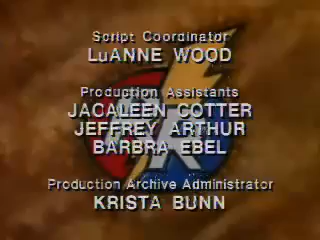 Script Coordinator
LuANNE WOOD
Production Assistants
JACALEEN COTTER
JEFFREY ARTHUR
BARBRA EBEL
Production Archive Administrator
KRISTA BUNN